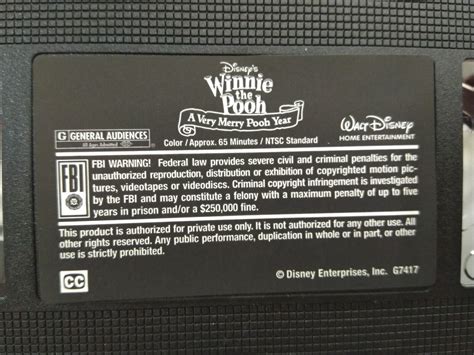 Disney's
Winnie
the
Pooh
A Very Merry Pooh Year
G GENERAL AUDIENCES
All Ages Admitted
Color / Approx. 65 Minutes / NTSC Standard
WALT DISNEY
HOME ENTERTAINMENT
FBI
FBI WARNING! Federal law provides severe civil and criminal penalties for the
unauthorized reproduction, distribution or exhibition of copyrighted motion pic-
tures, videotapes or videodiscs. Criminal copyright infringement is investigated
by the FBI and may constitute a felony with a maximum penalty of up to five
years in prison and/or a $250,000 fine.
This product is authorized for private use only. It is not authorized for any other use. All
other rights reserved. Any public performance, duplication in whole or in part, or other
use is strictly prohibited.
CC
© Disney Enterprises, Inc. G7417